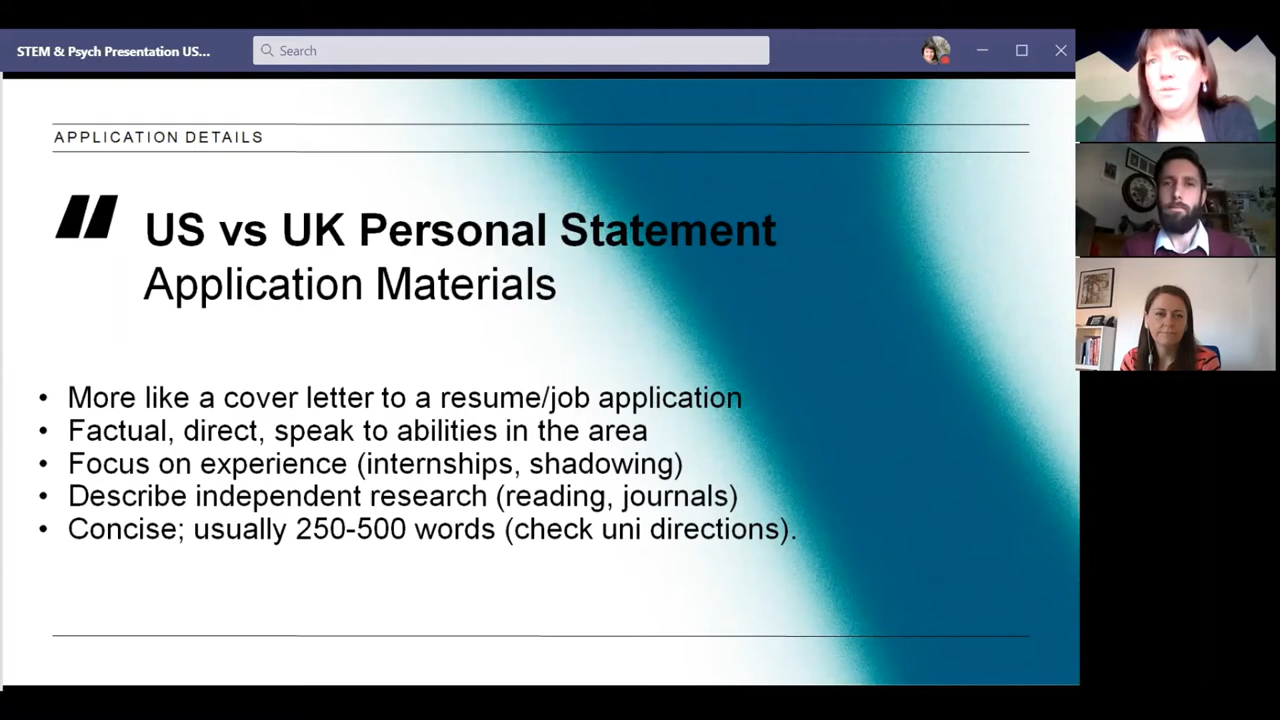 STEM & Psych Presentation US...
Search
APPLICATION DETAILS
US vs UK Personal Statement
Application Materials
• More like a cover letter to a resume/job application
• Factual, direct, speak to abilities in the area
• Focus on experience (internships, shadowing)
• Describe independent research (reading, journals)
• Concise; usually 250-500 words (check uni directions).